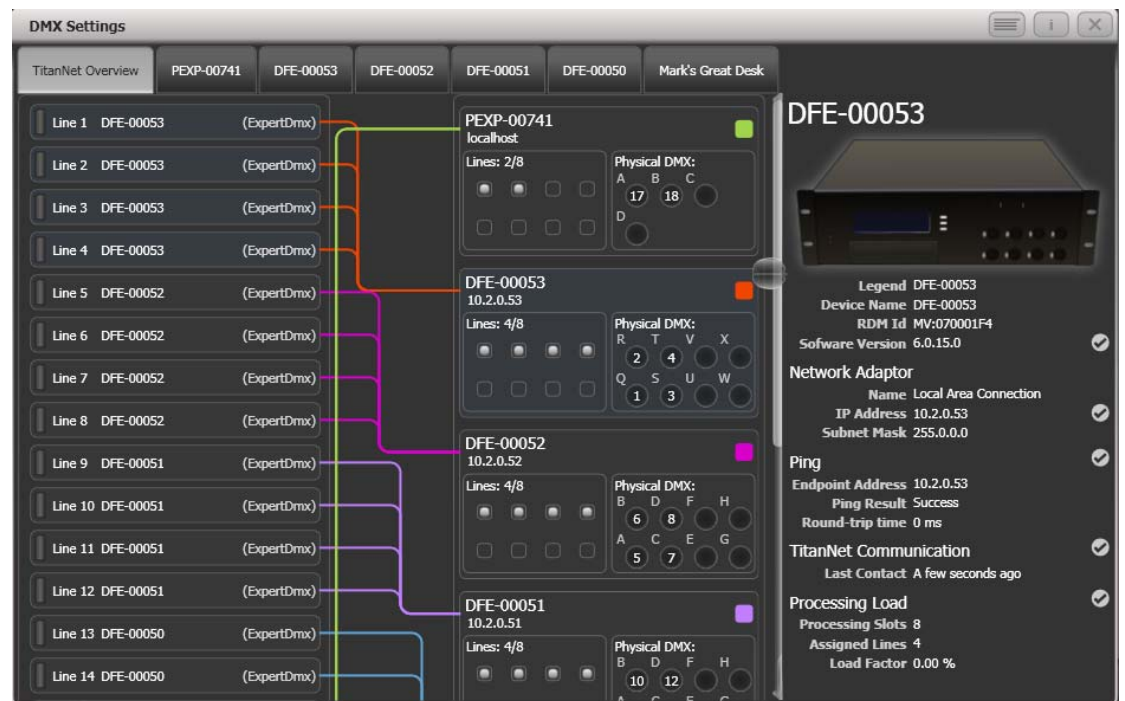 DMX Settings
i
TitanNet Overview PEXP-00741 DFE-00053 DFE-00052 DFE-00051 DFE-00050 Mark's Great Desk
Line 1 DFE-00053 (ExpertDmx)
Line 2 DFE-00053 (ExpertDmx)
Line 3 DFE-00053 (ExpertDmx)
Line 4 DFE-00053 (ExpertDmx)
Line 5 DFE-00052 (ExpertDmx)
Line 6 DFE-00052 (ExpertDmx)
Line 7 DFE-00052 (ExpertDmx)
Line 8 DFE-00052 (ExpertDmx)
Line 9 DFE-00051 (ExpertDmx)
Line 10 DFE-00051 (ExpertDmx)
Line 11 DFE-00051 (ExpertDmx)
Line 12 DFE-00051 (ExpertDmx)
Line 13 DFE-00050 (ExpertDmx)
Line 14 DFE-00050 (ExpertDmx)
PEXP-00741
localhost
Lines: 2/8
Physical DMX:
A B C
17 18
D
DFE-00053
10.2.0.53
Lines: 4/8
Physical DMX:
R T V X
2 4
Q S U W
1 3
DFE-00052
10.2.0.52
Lines: 4/8
Physical DMX:
B D F H
6 8
A C E G
5 7
DFE-00051
10.2.0.51
Lines: 4/8
Physical DMX:
B D F H
10 12
A C E G
DFE-00053
Legend DFE-00053
Device Name DFE-00053
RDM Id MV:070001F4
Sofware Version 6.0.15.0
Network Adaptor
Name Local Area Connection
IP Address 10.2.0.53
Subnet Mask 255.0.0.0
Ping
Endpoint Address 10.2.0.53
Ping Result Success
Round-trip time 0 ms
TitanNet Communication
Last Contact A few seconds ago
Processing Load
Processing Slots 8
Assigned Lines 4
Load Factor 0.00 %